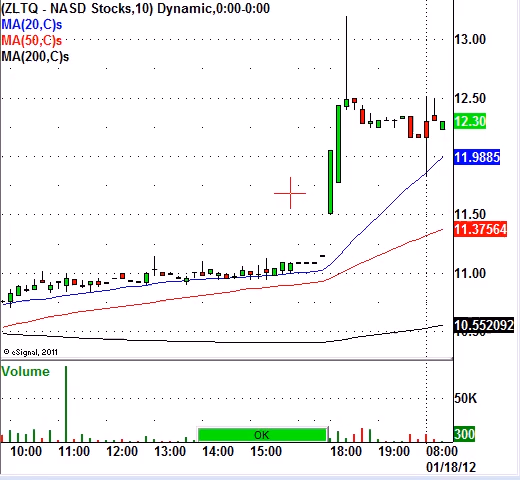 (ZLTQ - NASD Stocks,10) Dynamic,0:00-0:00
MA(20,C)s
MA(50,C)s
MA(200,C)s
13.00
12.50
12.30
11.9885
11.50
11.37564
11.00
10.552092
© eSignal, 2011
Volume
50K
300
OK
10:00 11:00 12:00 13:00 14:00 15:00 18:00 19:00 08:00
01/18/12